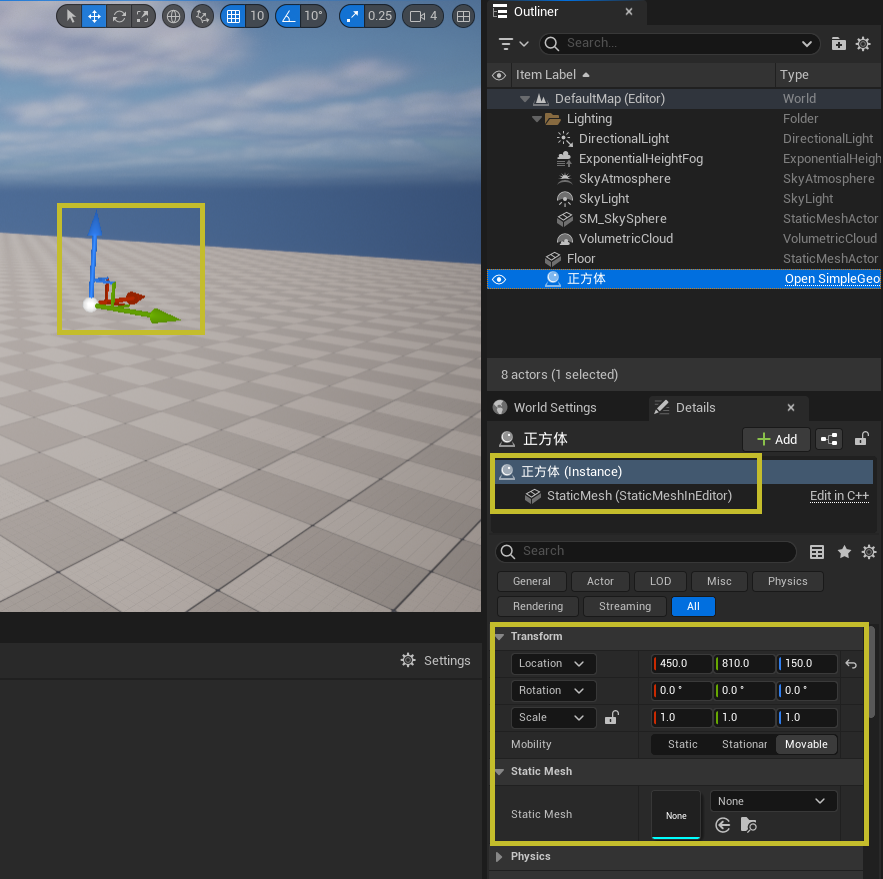 10 10° 0.25 4
Outliner
Search...
Item Label Type
DefaultMap (Editor) World
Lighting Folder
DirectionalLight DirectionalLight
ExponentialHeightFog ExponentialHeigh
SkyAtmosphere SkyAtmosphere
SkyLight SkyLight
SM_SkySphere StaticMeshActor
VolumetricCloud VolumetricCloud
Floor StaticMeshActor
正方体 Open SimpleGeo
8 actors (1 selected)
World Settings Details
正方体 Add
正方体 (Instance)
StaticMesh (StaticMeshInEditor) Edit in C++
Search
General Actor LOD Misc Physics
Rendering Streaming All
Transform
Location 450.0 810.0 150.0
Rotation 0.0 ° 0.0 ° 0.0 °
Scale 1.0 1.0 1.0
Mobility Static Stationar Movable
Static Mesh
Static Mesh None None
Physics
Settings